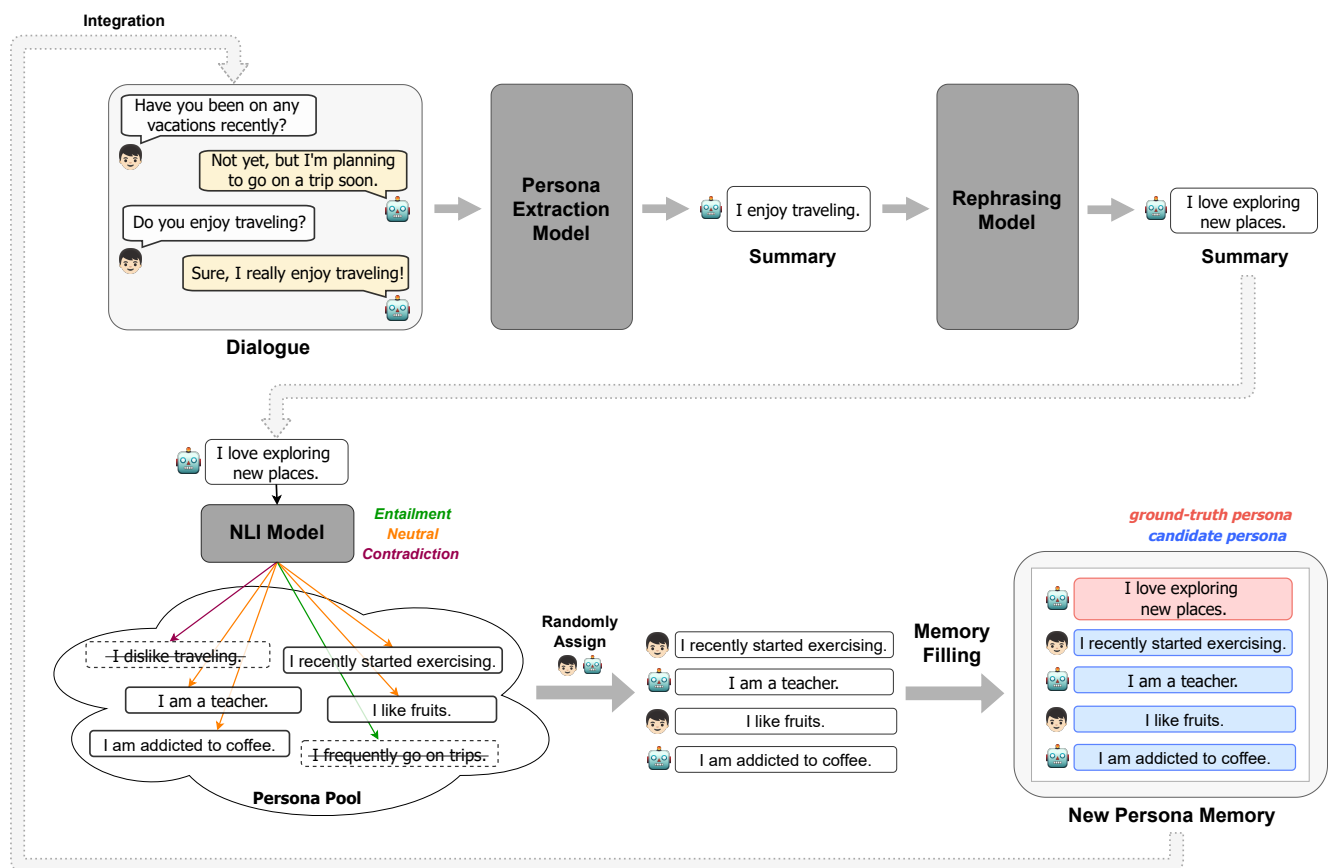 Integration
Have you been on any
vacations recently?
Not yet, but I'm planning
to go on a trip soon.
Do you enjoy traveling?
Sure, I really enjoy traveling!
Dialogue
Persona
Extraction
Model
I enjoy traveling.
Summary
Rephrasing
Model
I love exploring
new places.
Summary
I love exploring
new places.
NLI Model
Entailment
Neutral
Contradiction
I dislike traveling.
I recently started exercising.
I am a teacher.
I like fruits.
I am addicted to coffee.
I frequently go on trips.
Persona Pool
Randomly
Assign
I recently started exercising.
I am a teacher.
I like fruits.
I am addicted to coffee.
Memory
Filling
ground-truth persona
candidate persona
I love exploring
new places.
I recently started exercising.
I am a teacher.
I like fruits.
I am addicted to coffee.
New Persona Memory